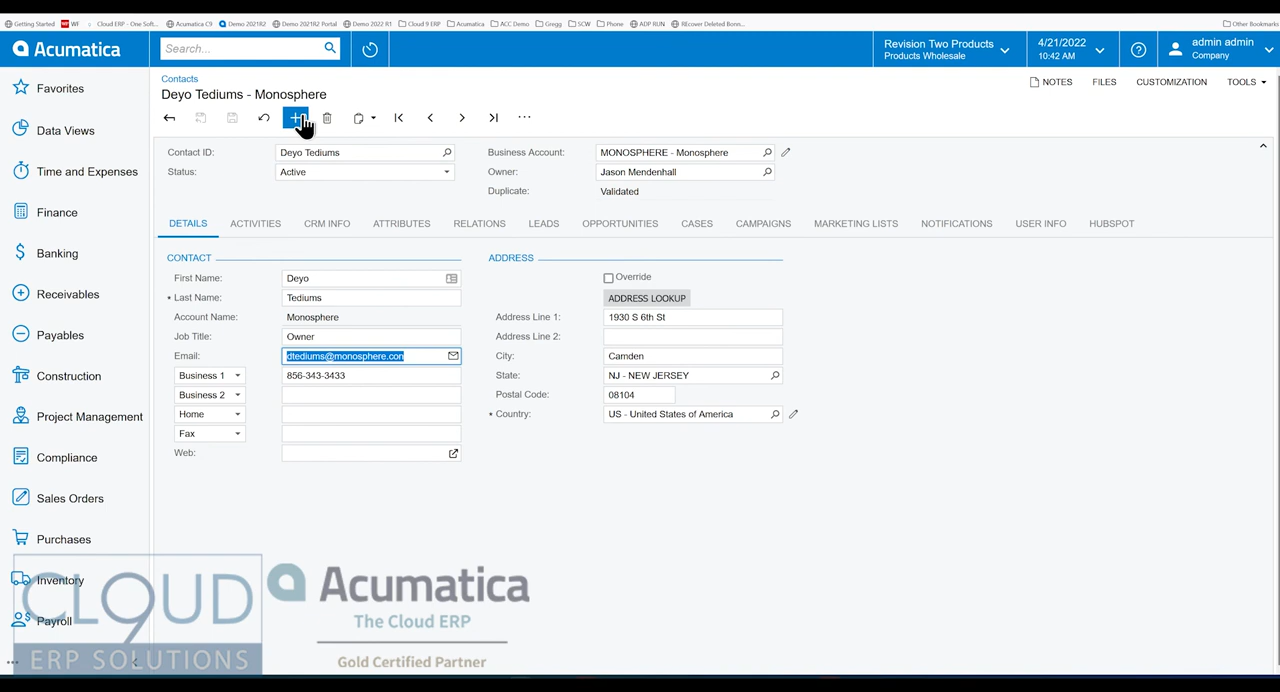 Getting Started WF Cloud ERP - One Soft... Acumatica C9 Demo 2021R2 Demo 2021R2 Portal Demo 2022 R1 Cloud 9 ERP Acumatica ACC Demo Gregg SCW Phone ADP RUN REcover Deleted Bonn... Other Bookmarks
Acumatica Search... Revision Two Products Products Wholesale 4/21/2022 10:42 AM admin admin Company
Contacts
Deyo Tediums - Monosphere
NOTES FILES CUSTOMIZATION TOOLS
Contact ID: Deyo Tediums Business Account: MONOSPHERE - Monosphere
Status: Active Owner: Jason Mendenhall
Duplicate: Validated
DETAILS ACTIVITIES CRM INFO ATTRIBUTES RELATIONS LEADS OPPORTUNITIES CASES CAMPAIGNS MARKETING LISTS NOTIFICATIONS USER INFO HUBSPOT
CONTACT ADDRESS
First Name: Deyo Override
Last Name: Tediums ADDRESS LOOKUP
Account Name: Monosphere Address Line 1: 1930 S 6th St
Job Title: Owner Address Line 2:
Email: dtediums@monosphere.con City: Camden
Business 1 856-343-3433 State: NJ - NEW JERSEY
Business 2 Postal Code: 08104
Home Country: US - United States of America
Fax
Web:
Favorites
Data Views
Time and Expenses
Finance
Banking
Receivables
Payables
Construction
Project Management
Compliance
Sales Orders
Purchases
Inventory
Payroll
CLOUD 9
ERP SOLUTIONS
Acumatica
The Cloud ERP
Gold Certified Partner